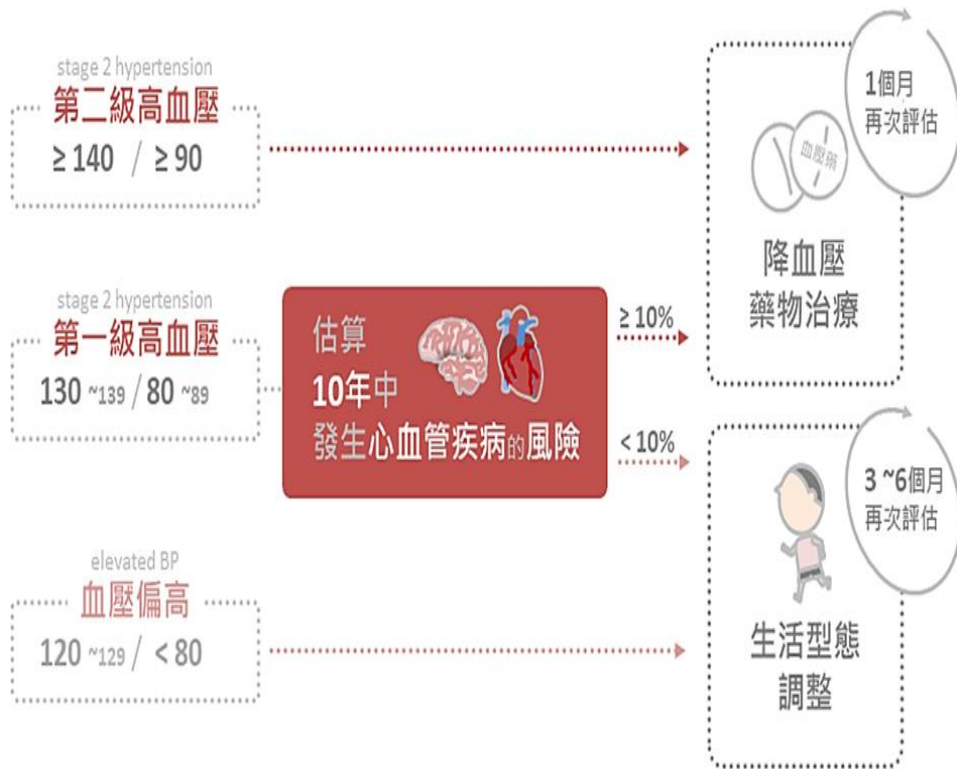 stage 2 hypertension
第二級高血壓
≥ 140 / ≥ 90
stage 2 hypertension
第一級高血壓
130 ~139 / 80 ~89
elevated BP
血壓偏高
120 ~129 / < 80
估算
10年中
發生心血管疾病的風險
≥ 10%
< 10%
1個月
再次評估
血壓藥
降血壓
藥物治療
3 ~6個月
再次評估
生活型態
調整